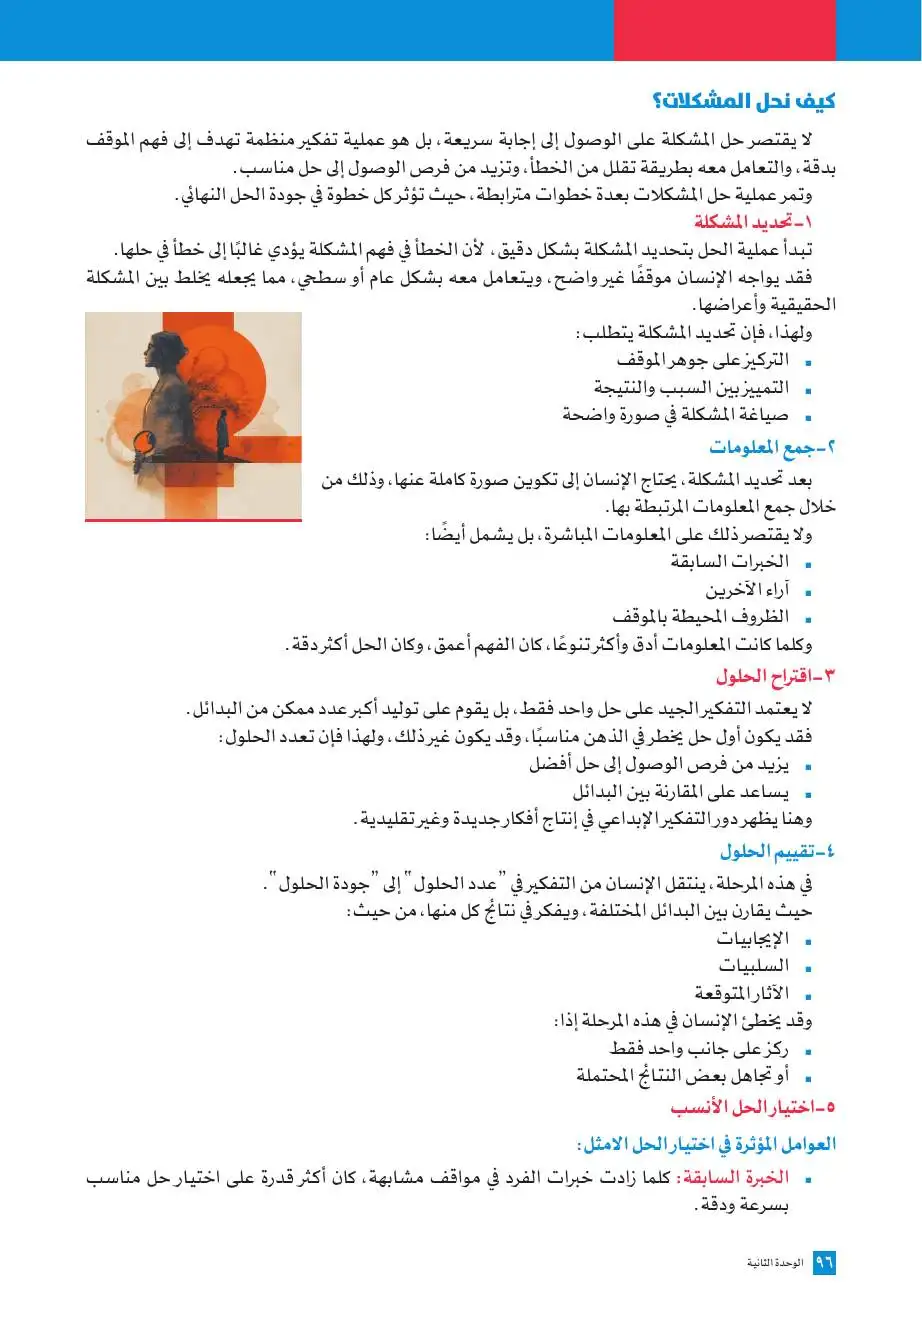 كيف نحل المشكلات؟
لا يقتصر حل المشكلة على الوصول إلى إجابة سريعة، بل هو عملية تفكير منظمة تهدف إلى فهم الموقف
بدقة، والتعامل معه بطريقة تقلل من الخطأ، وتزيد من فرص الوصول إلى حل مناسب.
وتمر عملية حل المشكلات بعدة خطوات مترابطة، حيث تؤثر كل خطوة في جودة الحل النهائي.
١-تحديد المشكلة
تبدأ عملية الحل بتحديد المشكلة بشكل دقيق، لأن الخطأ في فهم المشكلة يؤدي غالبًا إلى خطأ في حلها.
فقد يواجه الإنسان موقفًا غير واضح، ويتعامل معه بشكل عام أو سطحي، مما يجعله يخلط بين المشكلة
الحقيقية وأعراضها.
ولهذا، فإن تحديد المشكلة يتطلب:
▪ التركيز على جوهر الموقف
▪ التمييز بين السبب والنتيجة
▪ صياغة المشكلة في صورة واضحة
٢-جمع المعلومات
بعد تحديد المشكلة، يحتاج الإنسان إلى تكوين صورة كاملة عنها، وذلك من
خلال جمع المعلومات المرتبطة بها.
ولا يقتصر ذلك على المعلومات المباشرة، بل يشمل أيضًا:
▪ الخبرات السابقة
▪ آراء الآخرين
▪ الظروف المحيطة بالموقف
وكلما كانت المعلومات أدق وأكثر تنوعًا، كان الفهم أعمق، وكان الحل أكثر دقة.
٣-اقتراح الحلول
لا يعتمد التفكير الجيد على حل واحد فقط، بل يقوم على توليد أكبر عدد ممكن من البدائل.
فقد يكون أول حل يخطر في الذهن مناسبًا، وقد يكون غير ذلك، ولهذا فإن تعدد الحلول:
▪ يزيد من فرص الوصول إلى حل أفضل
▪ يساعد على المقارنة بين البدائل
وهنا يظهر دور التفكير الإبداعي في إنتاج أفكار جديدة وغير تقليدية.
٤-تقييم الحلول
في هذه المرحلة، ينتقل الإنسان من التفكير في "عدد الحلول" إلى "جودة الحلول".
حيث يقارن بين البدائل المختلفة، ويفكر في نتائج كل منها، من حيث:
▪ الإيجابيات
▪ السلبيات
▪ الآثار المتوقعة
وقد يخطئ الإنسان في هذه المرحلة إذا:
▪ ركز على جانب واحد فقط
▪ أو تجاهل بعض النتائج المحتملة
٥-اختيار الحل الأنسب
العوامل المؤثرة في اختيار الحل الامثل:
▪ الخبرة السابقة: كلما زادت خبرات الفرد في مواقف مشابهة، كان أكثر قدرة على اختيار حل مناسب
بسرعة ودقة.
٩٦ الوحدة الثانية